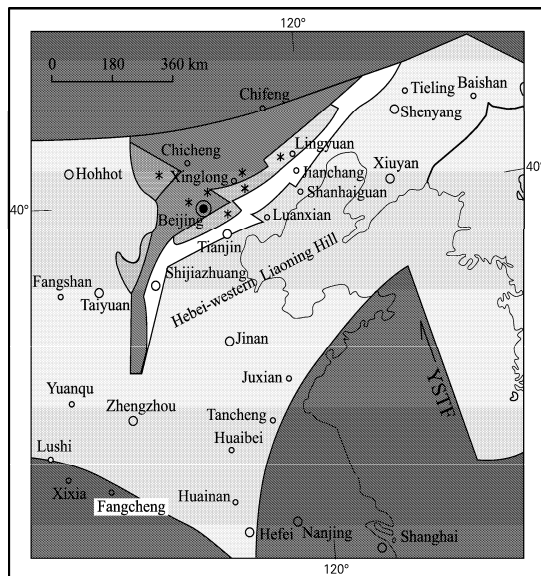 120°
0 180 360 km
Chifeng
Tieling
Baishan
Shenyang
Lingyuan
Chicheng
Hohhot
Xinglong
Jianchang
Xiuyan
40°
Shanhaiguan
40°
Beijing
Luanxian
Tianjin
Hebei-western Liaoning Hill
Shijiazhuang
Fangshan
Taiyuan
Jinan
YSTF
Juxian
Yuanqu
Zhengzhou
Tancheng
Lushi
Huaibei
Xixia
Fangcheng
Huainan
Hefei
Nanjing
Shanghai
120°